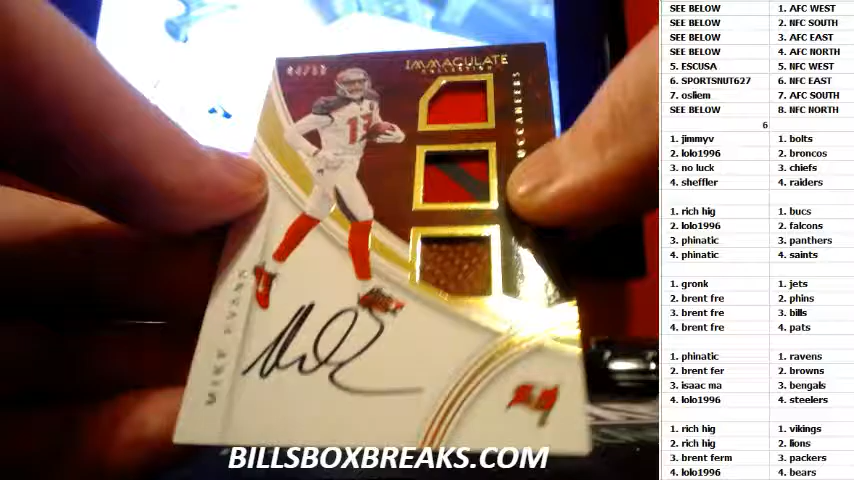 IMMACULATE
COLLECTION
BUCCANEERS
13
MIKE EVANS
BILLSBOXBREAKS.COM
SEE BELOW 1. AFC WEST
SEE BELOW 2. NFC SOUTH
SEE BELOW 3. AFC EAST
SEE BELOW 4. AFC NORTH
5. ESCUSA 5. NFC WEST
6. SPORTSNUT627 6. NFC EAST
7. osliem 7. AFC SOUTH
SEE BELOW 8. NFC NORTH
6
1. jimmyv 1. bolts
2. lolo1996 2. broncos
3. no luck 3. chiefs
4. sheffler 4. raiders
1. rich hig 1. bucs
2. lolo1996 2. falcons
3. phinatic 3. panthers
4. phinatic 4. saints
1. gronk 1. jets
2. brent fre 2. phins
3. brent fre 3. bills
4. brent fre 4. pats
1. phinatic 1. ravens
2. brent fer 2. browns
3. isaac ma 3. bengals
4. lolo1996 4. steelers
1. rich hig 1. vikings
2. rich hig 2. lions
3. brent ferm 3. packers
4. lolo1996 4. bears